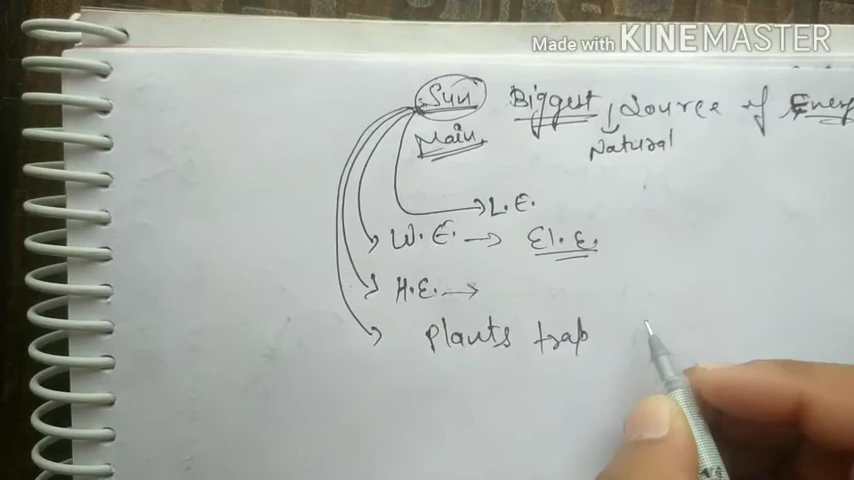 Made with KINEMASTER
Sun Biggest Source of Energ
Main Natural
L.E.
W.E. → El.E.
H.E. →
Plants trap